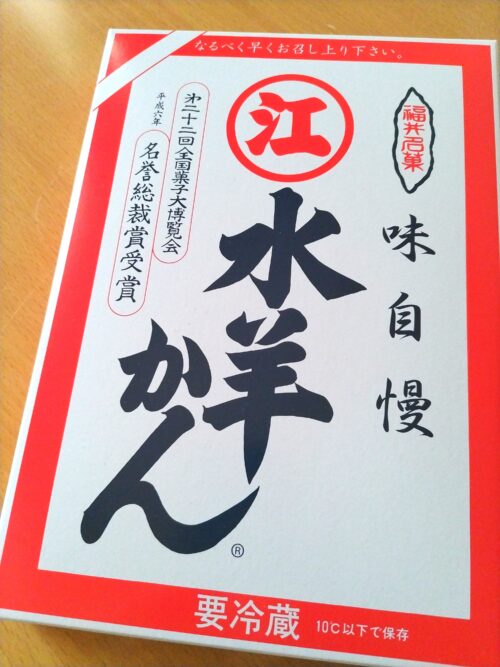 なるべく早くお召し上り下さい。
江
福井名菓
味自慢
水羊かん
®
第二十二回全国菓子大博覧会
名誉総裁賞受賞
平成六年
要冷蔵 10℃以下で保存